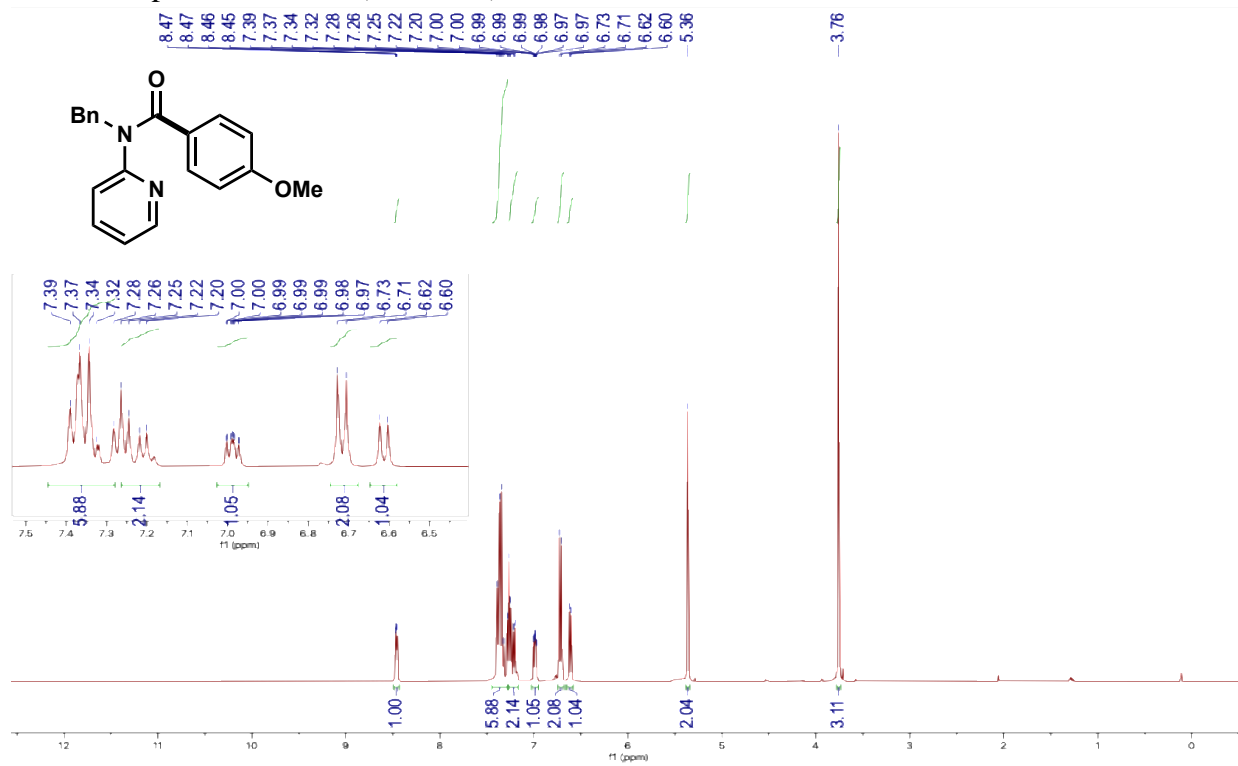 8.47 8.47 8.46 8.45 7.39 7.37 7.34 7.32 7.28 7.26 7.25 7.22 7.20 7.00 7.00 6.99 6.99 6.99 6.98 6.97 6.97 6.73 6.71 6.62 6.60 5.36 3.76
O
Bn
N
N
OMe
7.39 7.37 7.34 7.32 7.28 7.26 7.25 7.22 7.20 7.00 7.00 6.99 6.99 6.99 6.98 6.97 6.73 6.71 6.62 6.60
5.88 2.14 1.05 2.08 1.04
7.5 7.4 7.3 7.2 7.1 7.0 6.9 6.8 6.7 6.6 6.5
f1 (ppm)
1.00 5.88 2.14 1.05 2.08 1.04 2.04 3.11
12 11 10 9 8 7 6 5 4 3 2 1 0
f1 (ppm)